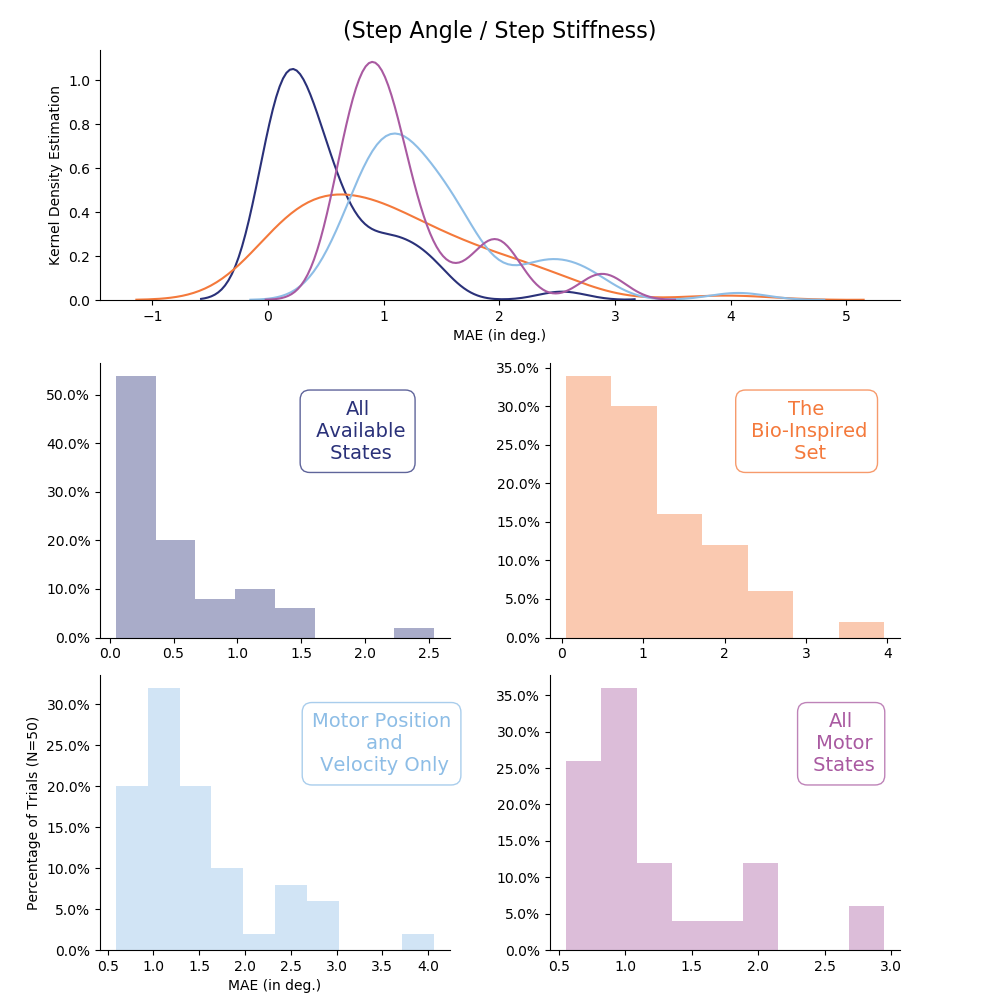 (Step Angle / Step Stiffness)
Kernel Density Estimation
1.0
0.8
0.6
0.4
0.2
0.0
−1 0 1 2 3 4 5
MAE (in deg.)
50.0%
40.0%
30.0%
20.0%
10.0%
0.0%
0.0 0.5 1.0 1.5 2.0 2.5
All
Available
States
35.0%
30.0%
25.0%
20.0%
15.0%
10.0%
5.0%
0.0%
0 1 2 3 4
The
Bio-Inspired
Set
Percentage of Trials (N=50)
30.0%
25.0%
20.0%
15.0%
10.0%
5.0%
0.0%
0.5 1.0 1.5 2.0 2.5 3.0 3.5 4.0
MAE (in deg.)
Motor Position
and
Velocity Only
35.0%
30.0%
25.0%
20.0%
15.0%
10.0%
5.0%
0.0%
0.5 1.0 1.5 2.0 2.5 3.0
All
Motor
States